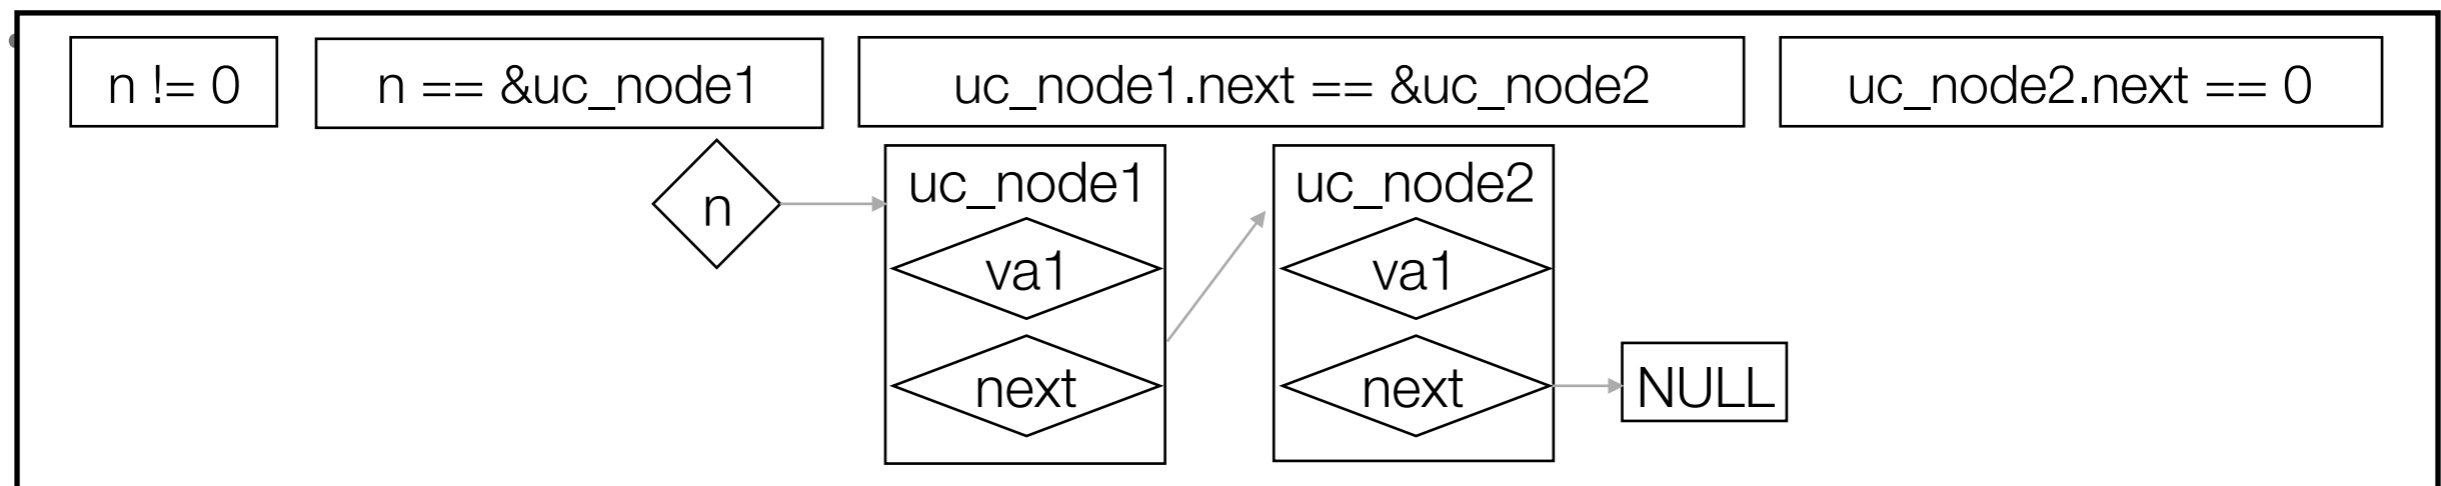 n != 0
n == &uc_node1
uc_node1.next == &uc_node2
uc_node2.next == 0
n
uc_node1
va1
next
uc_node2
va1
next
NULL